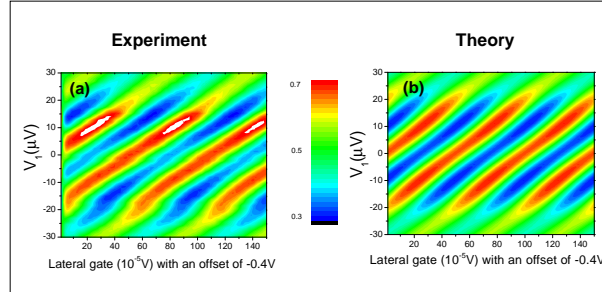 Experiment
Theory
(a)
V1(µV)
30
20
10
0
-10
-20
-30
20 40 60 80 100 120 140
Lateral gate (10-5V) with an offset of -0.4V
0.7
0.5
0.3
(b)
V1(µV)
30
20
10
0
-10
-20
-30
20 40 60 80 100 120 140
Lateral gate (10-5V) with an offset of -0.4V